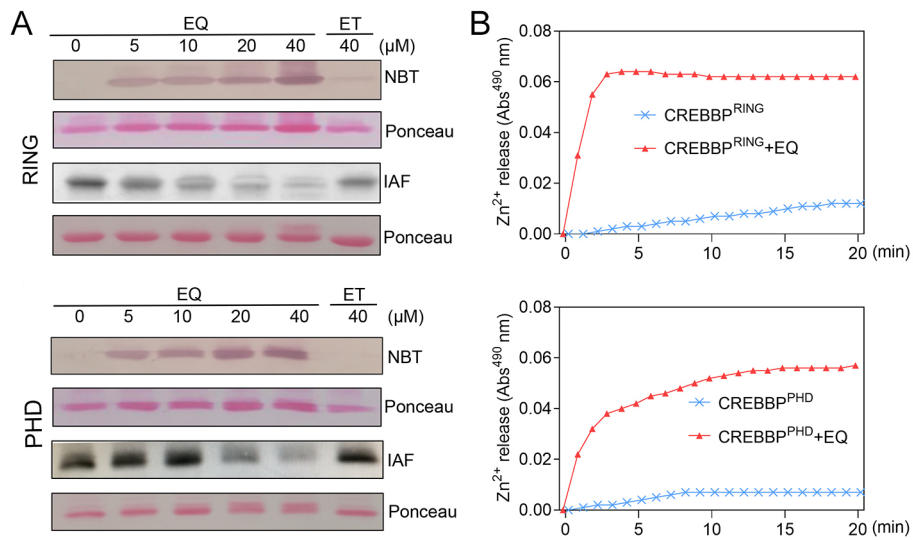 A
EQ
ET
0 5 10 20 40 40 (μM)
RING
NBT
Ponceau
IAF
Ponceau
EQ
ET
0 5 10 20 40 40 (μM)
PHD
NBT
Ponceau
IAF
Ponceau
B
Zn2+ release (Abs490 nm)
0.08
0.06
0.04
0.02
0.00
CREBBPRING
CREBBPRING+EQ
0 5 10 15 20 (min)
Zn2+ release (Abs490 nm)
0.08
0.06
0.04
0.02
0.00
CREBBPPHD
CREBBPPHD+EQ
0 5 10 15 20 (min)